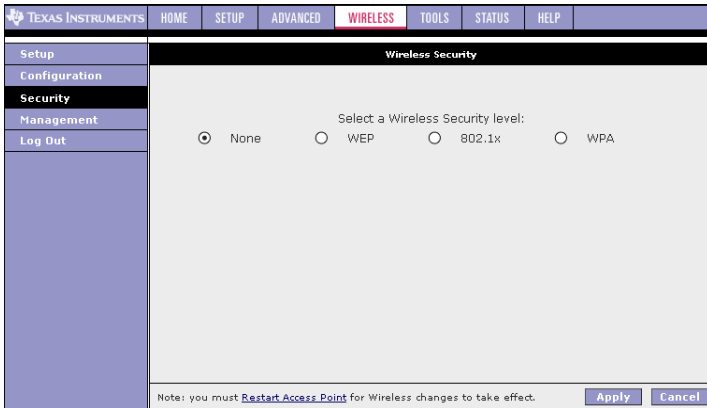 TEXAS INSTRUMENTS HOME SETUP ADVANCED WIRELESS TOOLS STATUS HELP
Setup
Configuration
Security
Management
Log Out
Wireless Security
Select a Wireless Security level:
None WEP 802.1x WPA
Note: you must Restart Access Point for Wireless changes to take effect. Apply Cancel